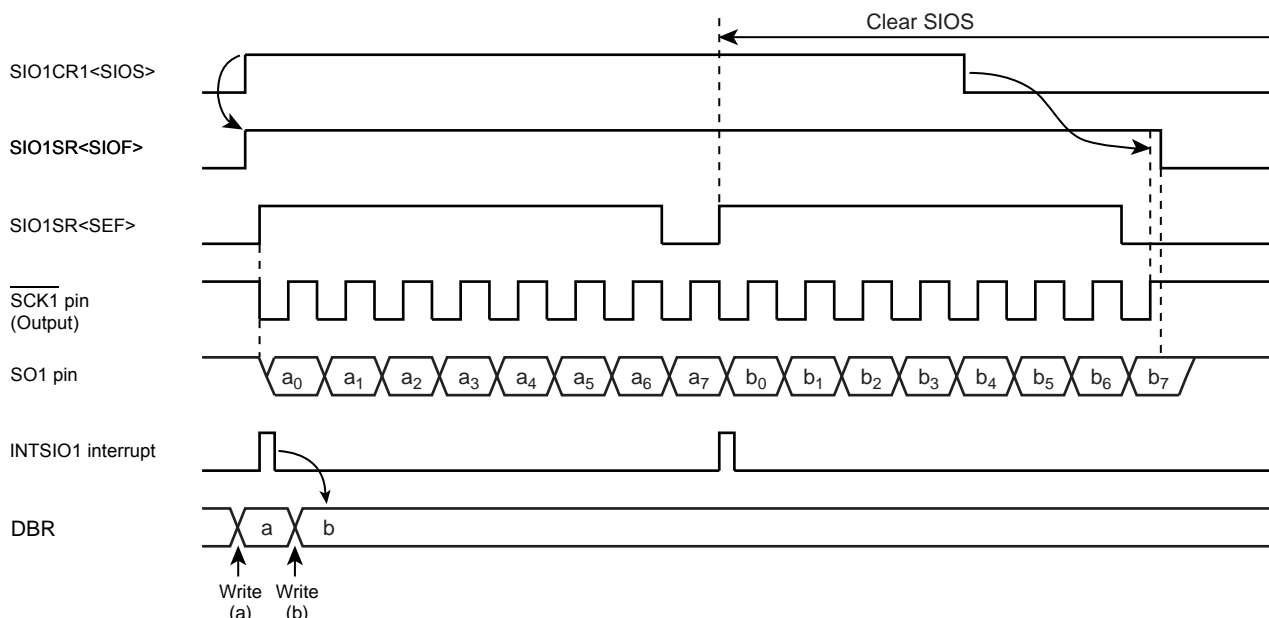 Clear SIOS
SIO1CR1<SIOS>
SIO1SR<SIOF>
SIO1SR<SEF>
SCK1 pin
(Output)
SO1 pin
a0 a1 a2 a3 a4 a5 a6 a7 b0 b1 b2 b3 b4 b5 b6 b7
INTSIO1 interrupt
DBR
a b
Write Write
(a) (b)